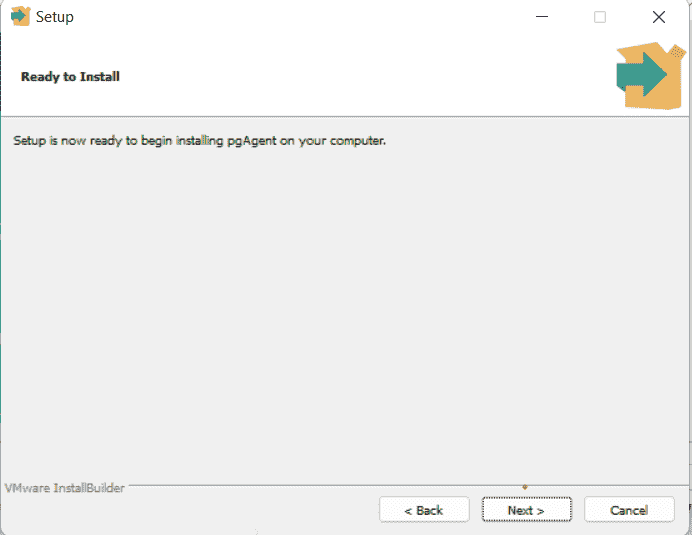 Setup
Ready to Install
Setup is now ready to begin installing pgAgent on your computer.
VMware InstallBuilder
< Back
Next >
Cancel